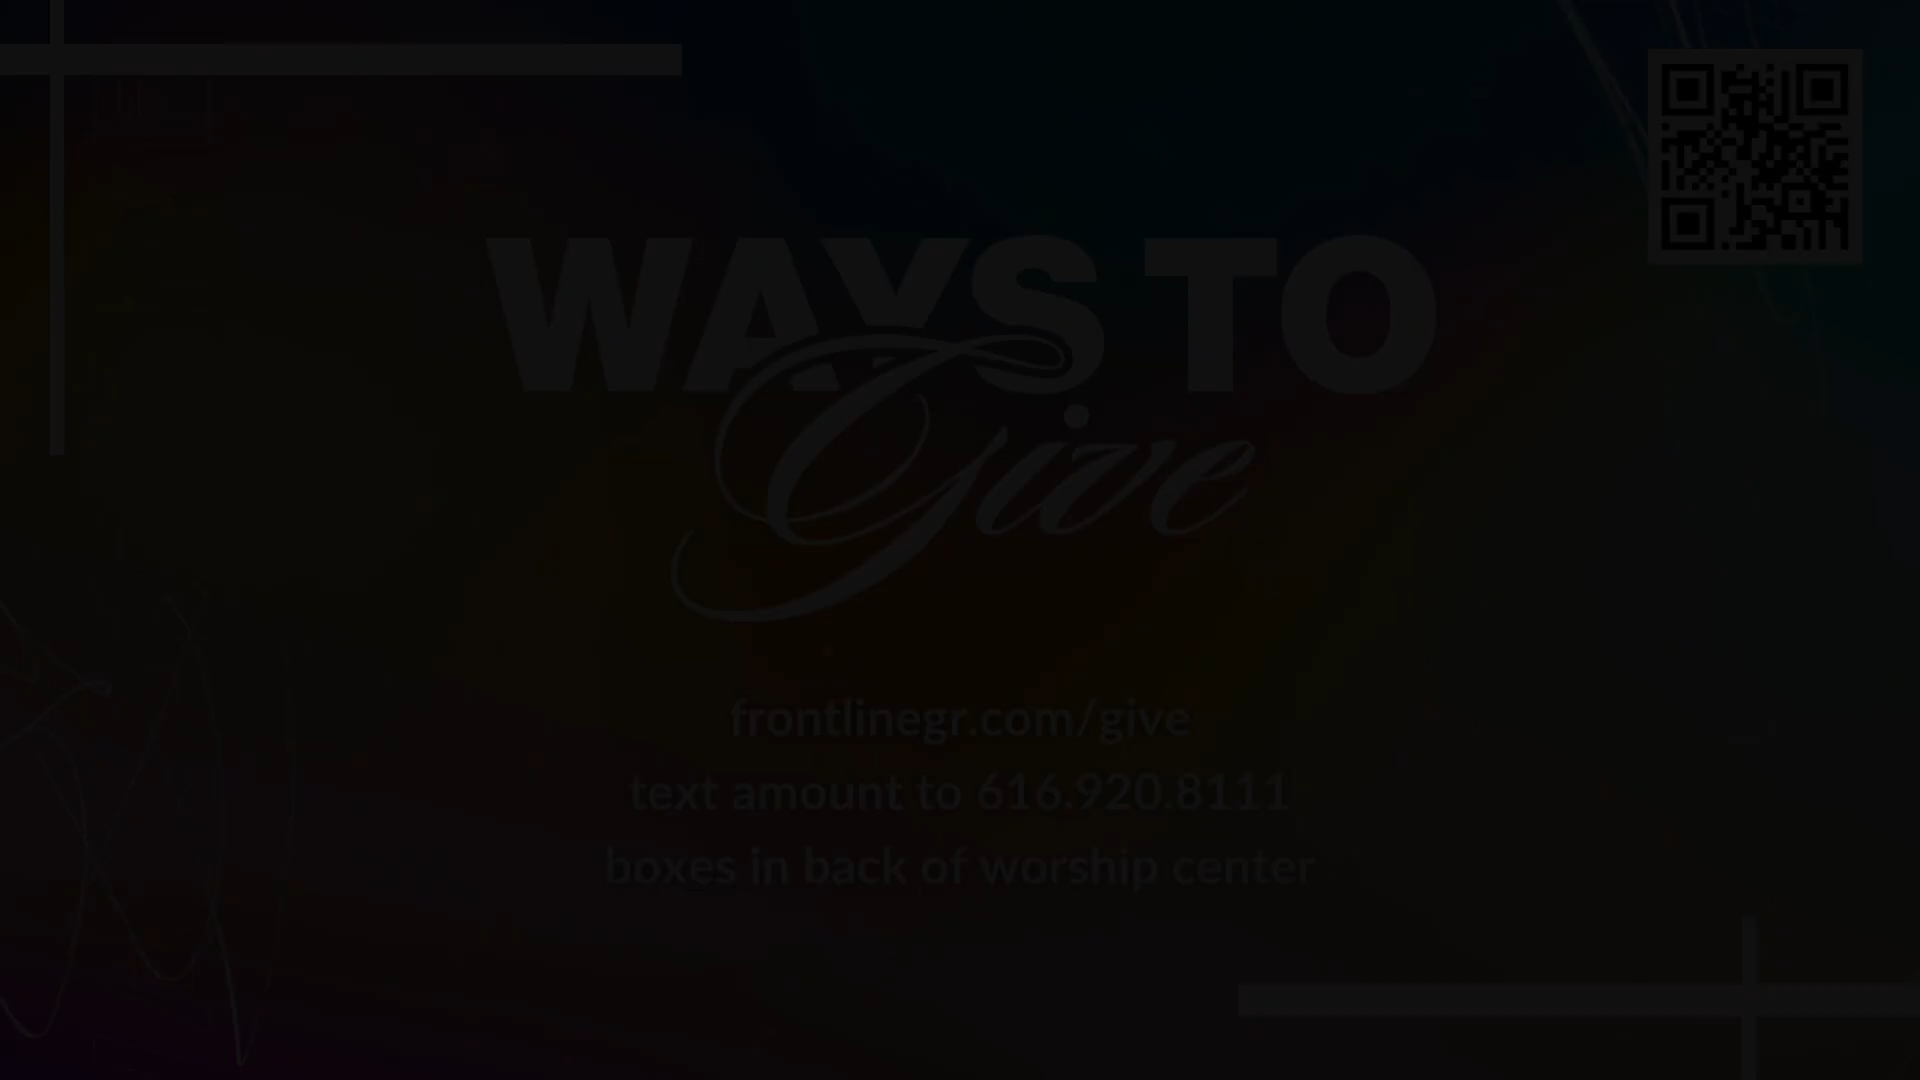 WAYS TO
Give
frontlinegr.com/give
text amount to 616.920.8111
boxes in back of worship center